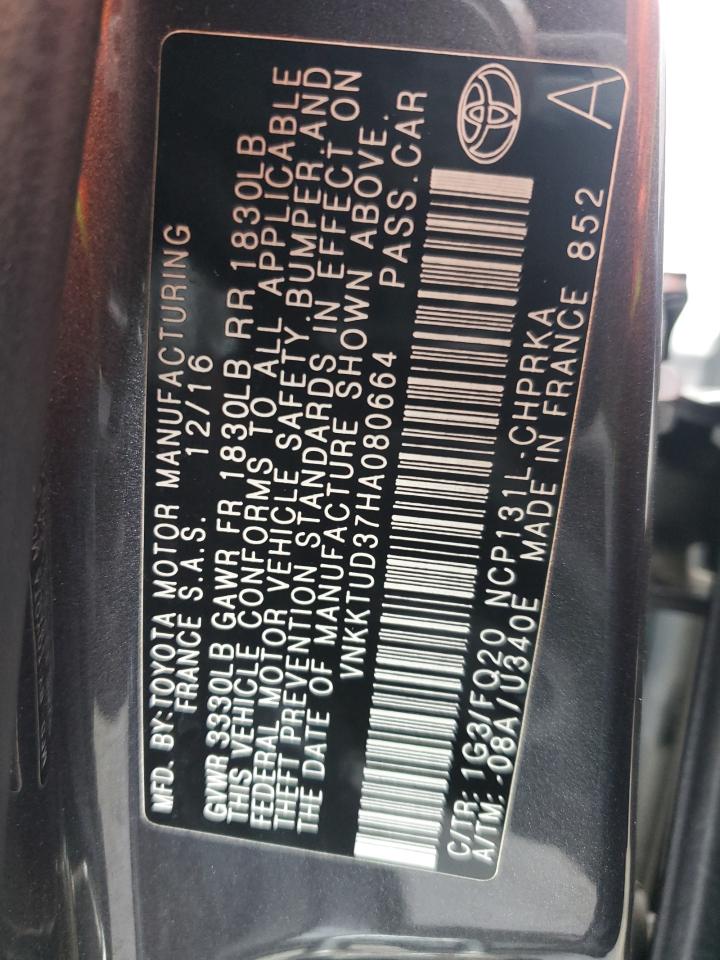 MFD. BY:TOYOTA MOTOR MANUFACTURING
FRANCE S.A.S. 12/16
GVWR 3330LB GAWR FR 1830LB RR 1830LB
THIS VEHICLE CONFORMS TO ALL APPLICABLE
FEDERAL MOTOR VEHICLE SAFETY, BUMPER AND
THEFT PREVENTION STANDARDS IN EFFECT ON
THE DATE OF MANUFACTURE SHOWN ABOVE.
VNKKTUD37HA080664 PASS.CAR
C/TR: 1G3/FQ20 NCP131L-CHPRKA
A/TM: -08A/U340E MADE IN FRANCE 852
A